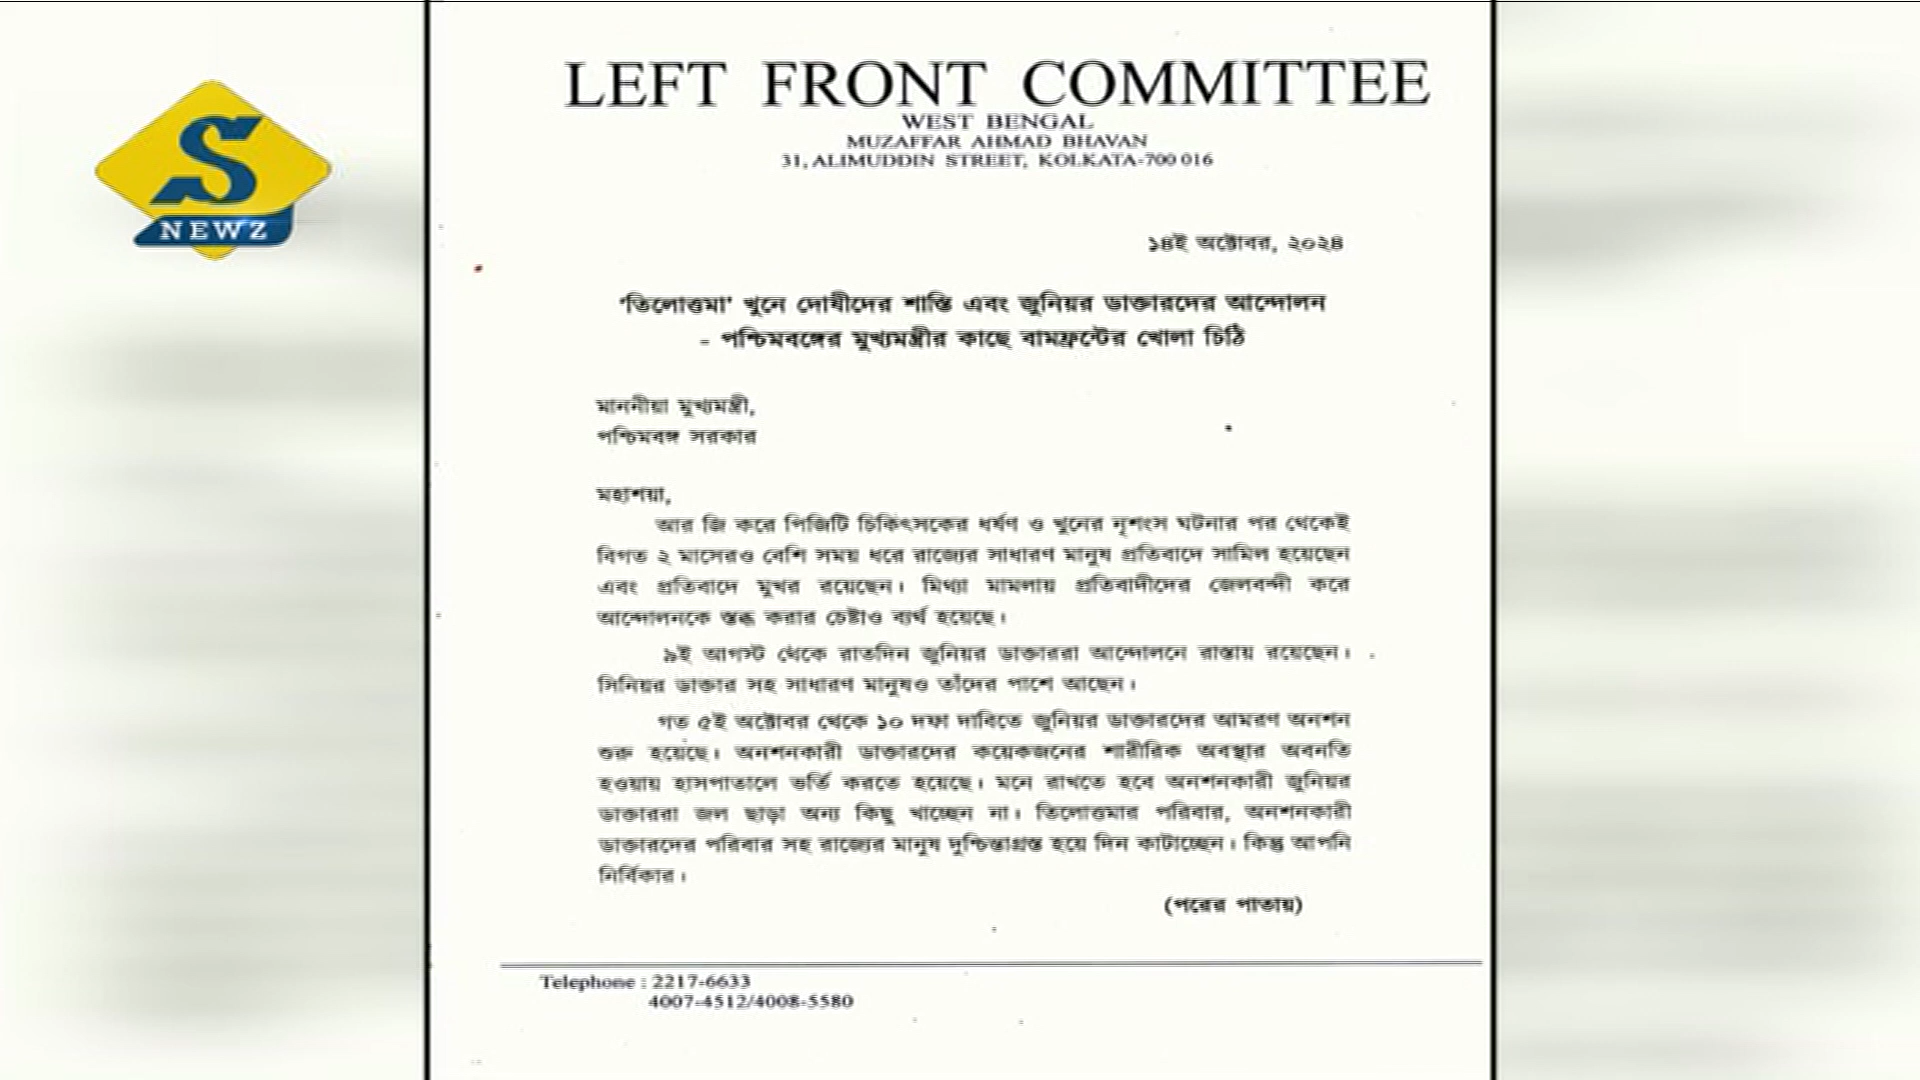 S
NEWZ
LEFT FRONT COMMITTEE
WEST BENGAL
MUZAFFAR AHMAD BHAVAN
31, ALIMUDDIN STREET, KOLKATA-700 016
১৪ই অক্টোবর, ২০২৪
'তিলোত্তমা' খুনে দোষীদের শাস্তি এবং জুনিয়র ডাক্তারদের আন্দোলন
- পশ্চিমবঙ্গের মুখ্যমন্ত্রীর কাছে বামফ্রন্টের খোলা চিঠি
মাননীয়া মুখ্যমন্ত্রী,
পশ্চিমবঙ্গ সরকার
মহাশয়া,
আর জি করে পিজিটি চিকিৎসকের ধর্ষণ ও খুনের নৃশংস ঘটনার পর থেকেই
বিগত ২ মাসেরও বেশি সময় ধরে রাজ্যের সাধারণ মানুষ প্রতিবাদে সামিল হয়েছেন
এবং প্রতিবাদে মুখর রয়েছেন। মিথ্যা মামলায় প্রতিবাদীদের জেলবন্দী করে
আন্দোলনকে স্তব্ধ করার চেষ্টাও ব্যর্থ হয়েছে।
৯ই আগস্ট থেকে রাতদিন জুনিয়র ডাক্তাররা আন্দোলনে রাস্তায় রয়েছেন।
সিনিয়র ডাক্তার সহ সাধারণ মানুষও তাঁদের পাশে আছেন।
গত ৫ই অক্টোবর থেকে ১০ দফা দাবিতে জুনিয়র ডাক্তারদের আমরণ অনশন
শুরু হয়েছে। অনশনকারী ডাক্তারদের কয়েকজনের শারীরিক অবস্থার অবনতি
হওয়ায় হাসপাতালে ভর্তি করতে হয়েছে। মনে রাখতে হবে অনশনকারী জুনিয়র
ডাক্তাররা জল ছাড়া অন্য কিছু খাচ্ছেন না। তিলোত্তমার পরিবার, অনশনকারী
ডাক্তারদের পরিবার সহ রাজ্যের মানুষ দুশ্চিন্তাগ্রস্ত হয়ে দিন কাটাচ্ছেন। কিন্তু আপনি
নির্বিকার।
(পরের পাতায়)
Telephone : 2217-6633
4007-4512/4008-5580